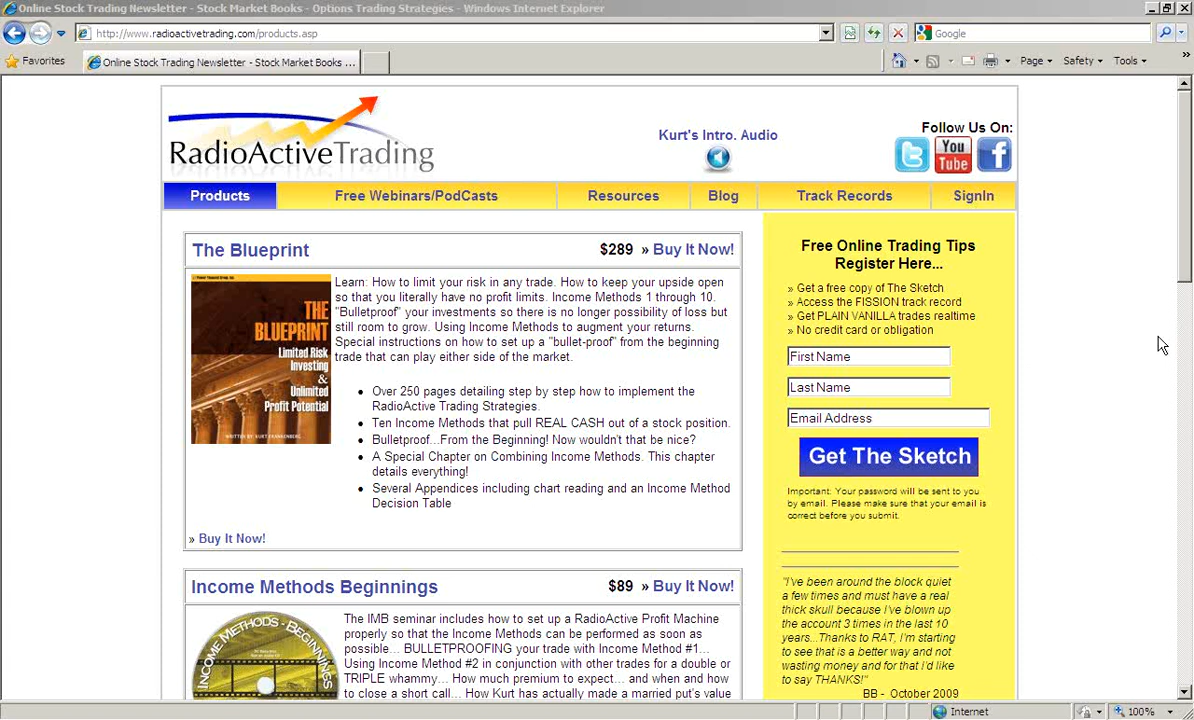 Online Stock Trading Newsletter - Stock Market Books - Options Trading Strategies - Windows Internet Explorer
http://www.radioactivetrading.com/products.asp
Google
Favorites
Online Stock Trading Newsletter - Stock Market Books ...
Page
Safety
Tools
RadioActiveTrading
Kurt's Intro. Audio
Follow Us On:
You
Tube
Products
Free Webinars/PodCasts
Resources
Blog
Track Records
SignIn
The Blueprint
$289 » Buy It Now!
THE
BLUEPRINT
Limited Risk
Investing
&
Unlimited
Profit Potential
WRITTEN BY: KURT FRANKENBERG
Learn: How to limit your risk in any trade. How to keep your upside open
so that you literally have no profit limits. Income Methods 1 through 10.
"Bulletproof" your investments so there is no longer possibility of loss but
still room to grow. Using Income Methods to augment your returns.
Special instructions on how to set up a "bullet-proof" from the beginning
trade that can play either side of the market.
• Over 250 pages detailing step by step how to implement the
RadioActive Trading Strategies.
• Ten Income Methods that pull REAL CASH out of a stock position.
• Bulletproof...From the Beginning! Now wouldn't that be nice?
• A Special Chapter on Combining Income Methods. This chapter
details everything!
• Several Appendices including chart reading and an Income Method
Decision Table
» Buy It Now!
Income Methods Beginnings
$89 » Buy It Now!
INCOME METHODS - BEGINNINGS
The IMB seminar includes how to set up a RadioActive Profit Machine
properly so that the Income Methods can be performed as soon as
possible... BULLETPROOFING your trade with Income Method #1...
Using Income Method #2 in conjunction with other trades for a double or
TRIPLE whammy... How much premium to expect... and when and how
to close a short call... How Kurt has actually made a married put's value
Free Online Trading Tips
Register Here...
» Get a free copy of The Sketch
» Access the FISSION track record
» Get PLAIN VANILLA trades realtime
» No credit card or obligation
First Name
Last Name
Email Address
Get The Sketch
Important: Your password will be sent to you
by email. Please make sure that your email is
correct before you submit.
"I've been around the block quiet
a few times and must have a real
thick skull because I've blown up
the account 3 times in the last 10
years...Thanks to RAT, I'm starting
to see that is a better way and not
wasting money and for that I'd like
to say THANKS!"
BB - October 2009
Internet
100%